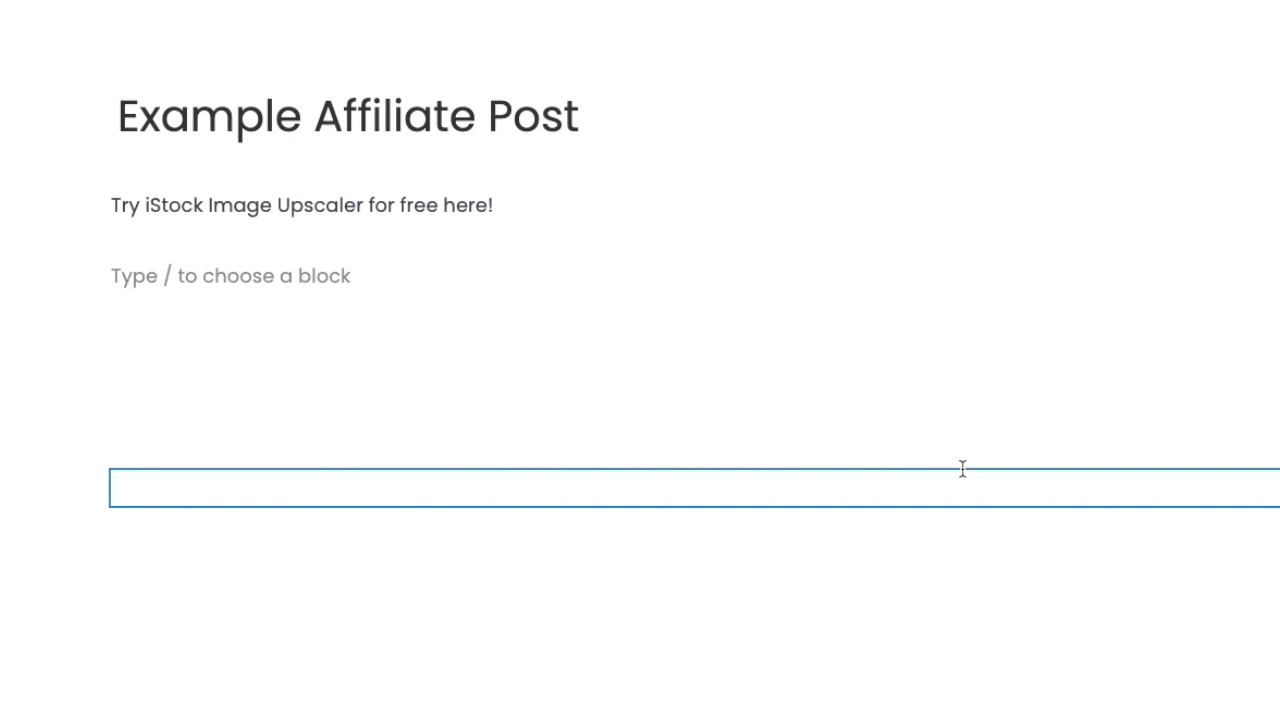 Example Affiliate Post
Try iStock Image Upscaler for free here!
Type / to choose a block